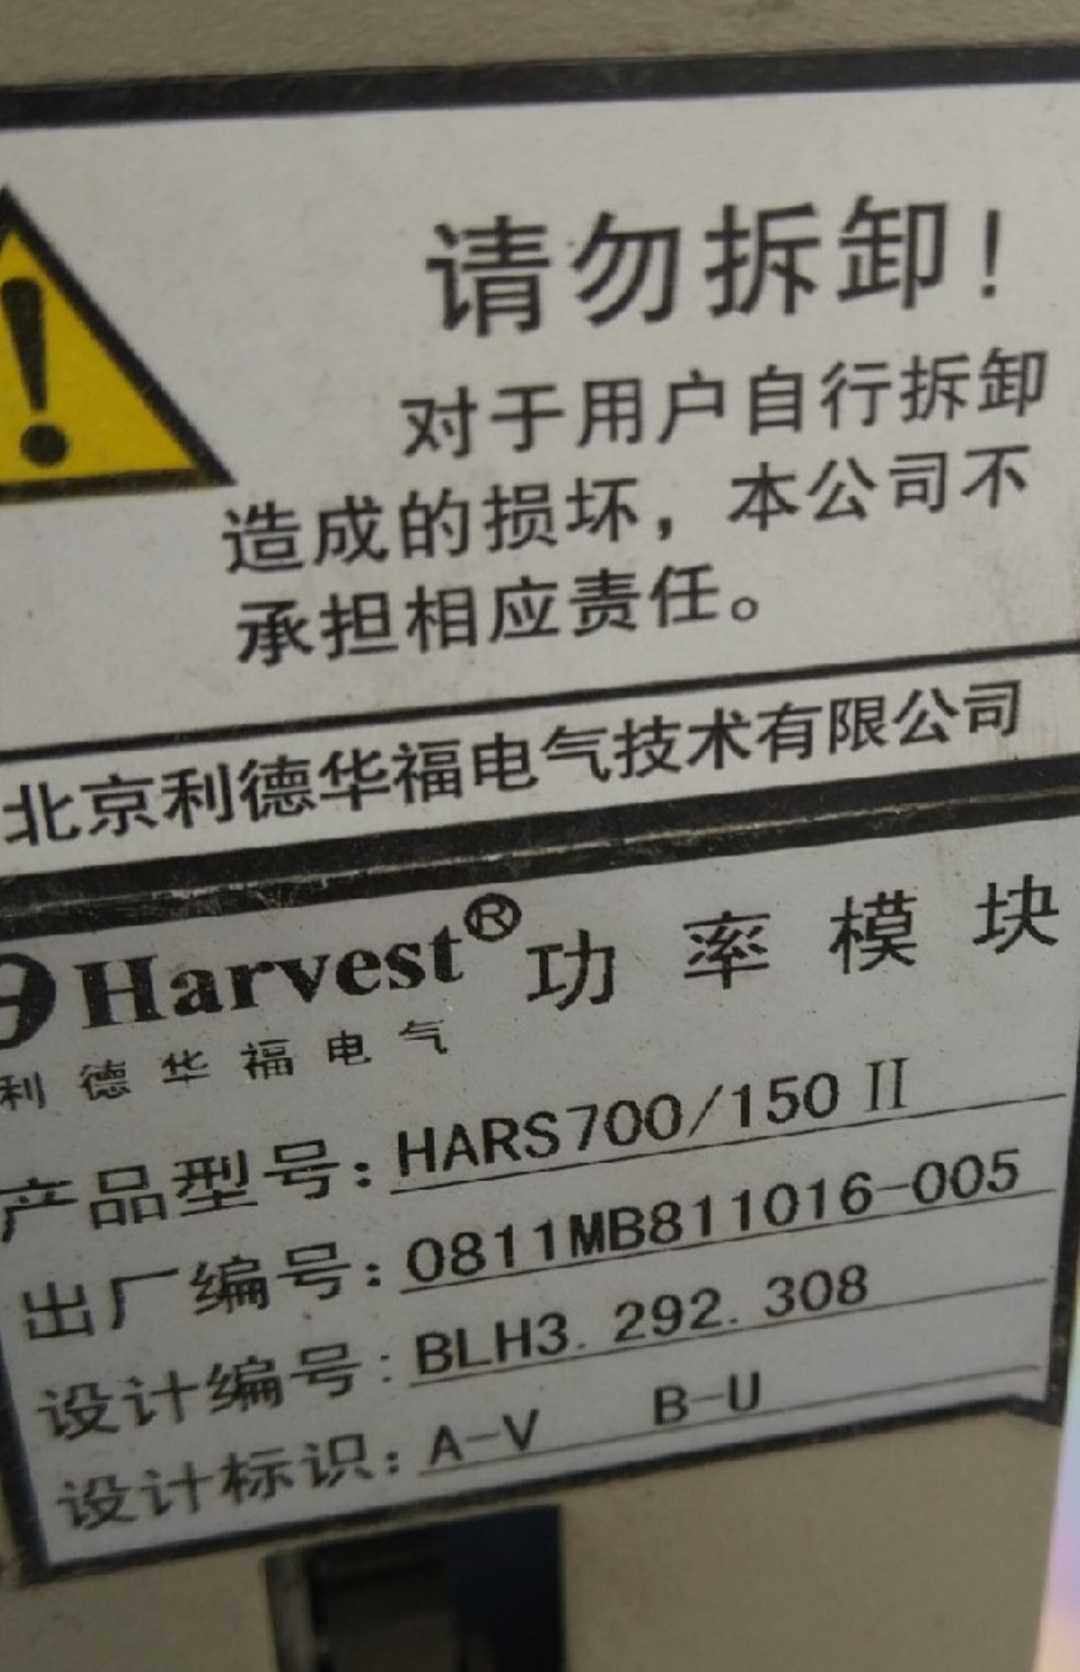 请勿拆卸!
对于用户自行拆卸
造成的损坏，本公司不
承担相应责任。
北京利德华福电气技术有限公司
Harvest® 功率模块
利德华福电气
产品型号：HARS700/150 II
出厂编号：0811MB811016-005
设计编号：BLH3.292.308
设计标识：A-V B-U